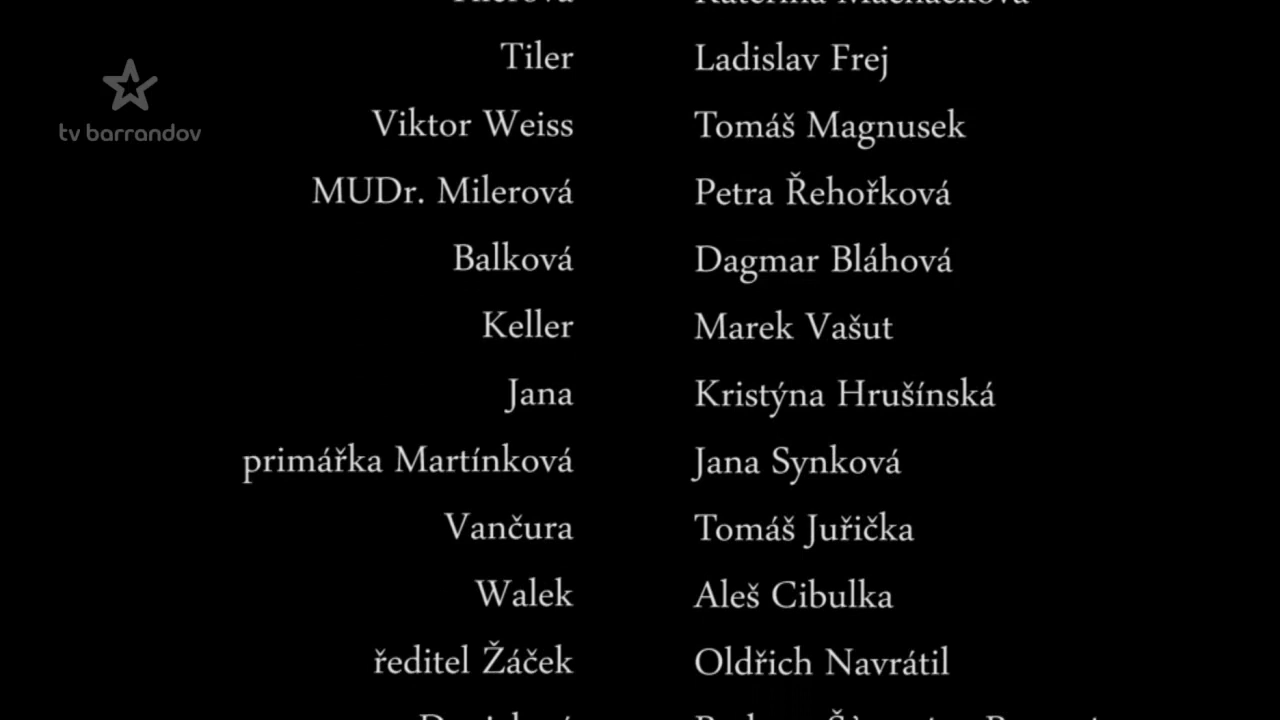 Tiler Ladislav Frej
tv barrandov
Viktor Weiss Tomáš Magnusek
MUDr. Milerová Petra Řehořková
Balková Dagmar Bláhová
Keller Marek Vašut
Jana Kristýna Hrušínská
primářka Martínková Jana Synková
Vančura Tomáš Juřička
Walek Aleš Cibulka
ředitel Žáček Oldřich Navrátil